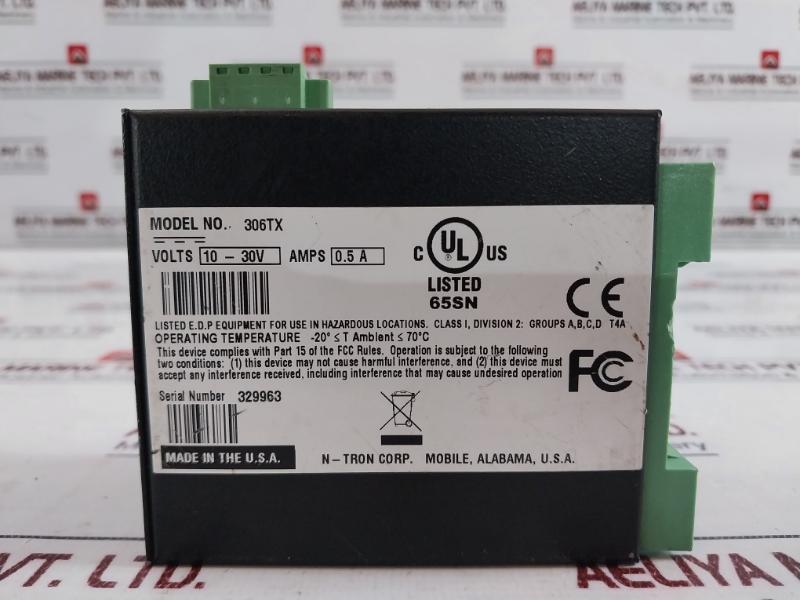 AELIYA MARINE TECH PVT. LTD.
MODEL NO. 306TX
VOLTS 10 - 30V AMPS 0.5 A
C UL US
®
LISTED
65SN
CE
LISTED E.D.P EQUIPMENT FOR USE IN HAZARDOUS LOCATIONS. CLASS I, DIVISION 2: GROUPS A,B,C,D T4A
OPERATING TEMPERATURE -20° ≤ T Ambient ≤ 70°C
This device complies with Part 15 of the FCC Rules. Operation is subject to the following
two conditions: (1) this device may not cause harmful interference, and (2) this device must
accept any interference received, including interference that may cause undesired operation
FC
Serial Number 329963
MADE IN THE U.S.A. N-TRON CORP. MOBILE, ALABAMA, U.S.A.
PVT. LTD.
AELIYA M